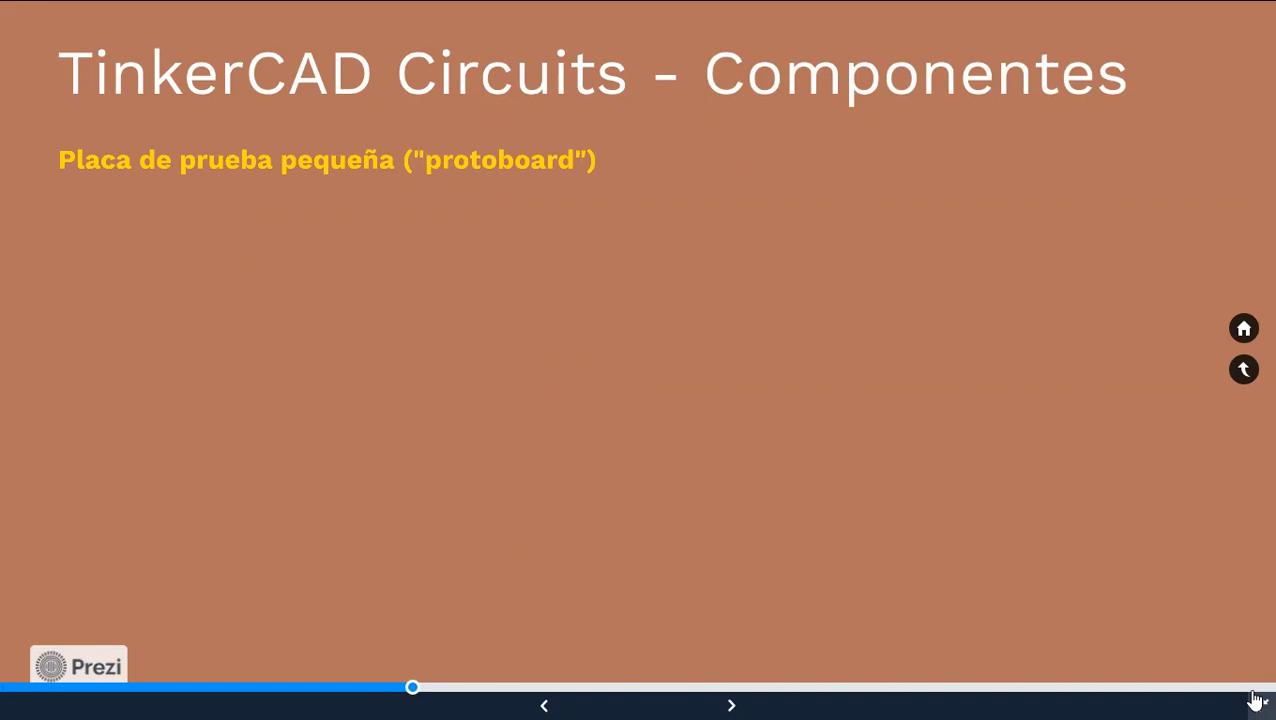 TinkerCAD Circuits - Componentes
Placa de prueba pequeña ("protoboard")
Prezi